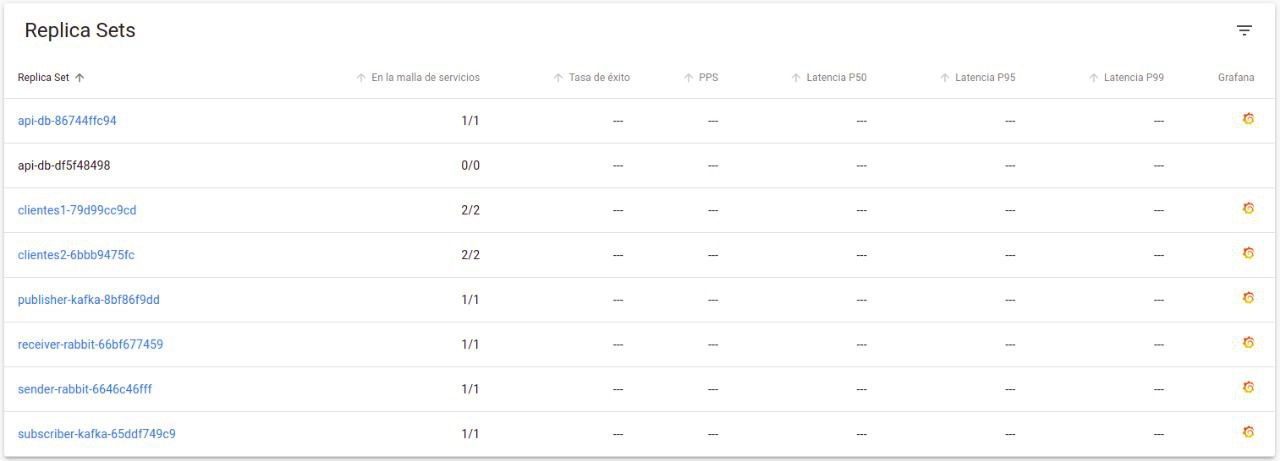 Replica Sets
Replica Set En la malla de servicios Tasa de éxito PPS Latencia P50 Latencia P95 Latencia P99 Grafana
api-db-86744ffc94 1/1 --- --- --- --- ---
api-db-df5f48498 0/0 --- --- --- --- ---
clientes1-79d99cc9cd 2/2 --- --- --- --- ---
clientes2-6bbb9475fc 2/2 --- --- --- --- ---
publisher-kafka-8bf86f9dd 1/1 --- --- --- --- ---
receiver-rabbit-66bf677459 1/1 --- --- --- --- ---
sender-rabbit-6646c46fff 1/1 --- --- --- --- ---
subscriber-kafka-65ddf749c9 1/1 --- --- --- --- ---